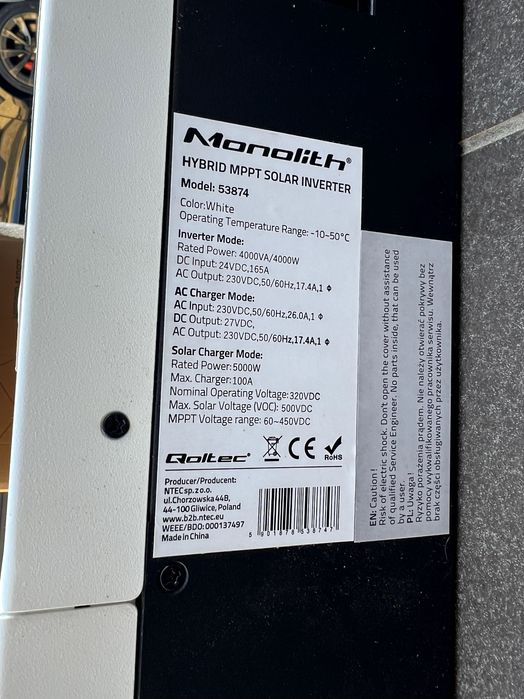 Monolith®
HYBRID MPPT SOLAR INVERTER
Model: 53874
Color:White
Operating Temperature Range: -10~50°C
Inverter Mode:
Rated Power: 4000VA/4000W
DC Input: 24VDC,165A
AC Output: 230VDC,50/60Hz,17.4A,1 Φ
AC Charger Mode:
AC Input: 230VDC,50/60Hz,26.0A,1 Φ
DC Output: 27VDC,
AC Output: 230VDC,50/60Hz,17.4A,1 Φ
Solar Charger Mode:
Rated Power:5000W
Max. Charger:100A
Nominal Operating Voltage:320VDC
Max. Solar Voltage (VOC): 500VDC
MPPT Voltage range: 60~450VDC
Qoltec®
CE
RoHS
Producer/Producent:
NTEC sp. z o.o.
ul.Chorzowska 44B,
44-100 Gliwice, Poland
www.b2b.ntec.eu
WEEE/BDO:000137497
Made in China
5 901878 538747
EN: Caution!
Risk of electric shock. Don't open the cover without assistance
of qualified Service Engineer. No parts inside, that can be used
by a user.
PL: Uwaga!
Ryzyko porażenia prądem. Nie należy otwierać pokrywy bez
pomocy wykwalifikowanego pracownika serwisu. Wewnątrz
brak części obsługiwanych przez użytkownika.